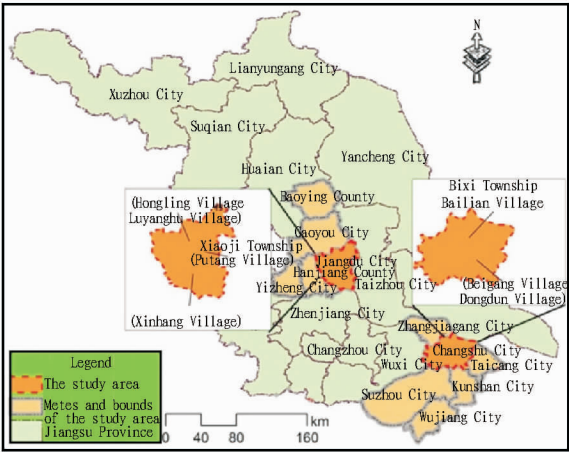 N
Lianyungang City
Xuzhou City
Suqian City
Yancheng City
Huaian City
Baoying County
Gaoyou City
(Hongling Village
Luyanghu Village)
Xiaoji Township
(Putang Village)
(Xinhang Village)
Bixi Township
Bailian Village
(Beigang Village
Dongdun Village)
Jiangdu City
Hanjiang County
Yizheng City
Taizhou City
Zhenjiang City
Zhangjiagang City
Changzhou City
Changshu City
Wuxi City
Taicang City
Kunshan City
Suzhou City
Wujiang City
Legend
The study area
Metes and bounds
of the study area
Jiangsu Province
km
0 40 80 160